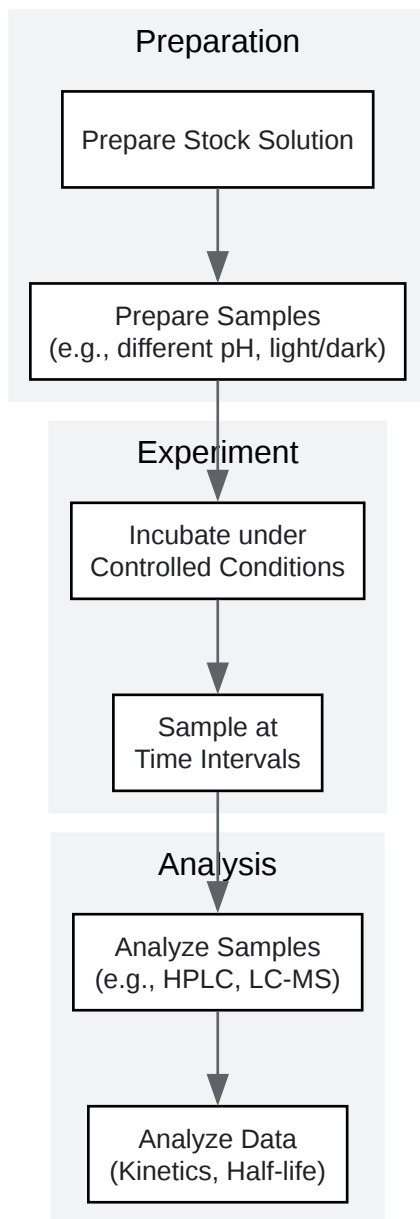 Preparation
Prepare Stock Solution
Prepare Samples
(e.g., different pH, light/dark)
Experiment
Incubate under
Controlled Conditions
Sample at
Time Intervals
Analysis
Analyze Samples
(e.g., HPLC, LC-MS)
Analyze Data
(Kinetics, Half-life)